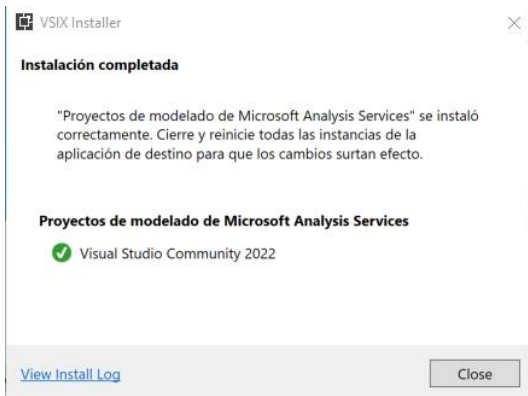 VSIX Installer
Instalación completada
"Proyectos de modelado de Microsoft Analysis Services" se instaló
correctamente. Cierre y reinicie todas las instancias de la
aplicación de destino para que los cambios surtan efecto.
Proyectos de modelado de Microsoft Analysis Services
Visual Studio Community 2022
View Install Log
Close